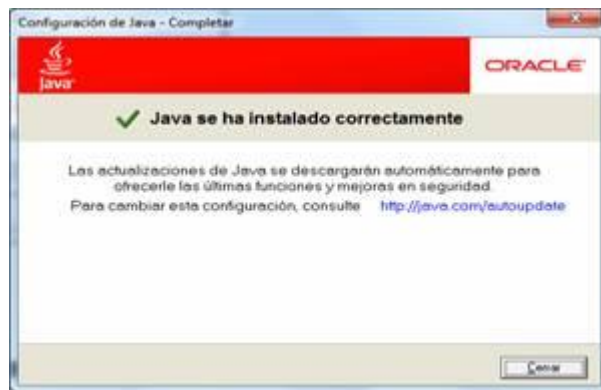 Configuración de Java - Completar
Java
ORACLE
Java se ha instalado correctamente
Las actualizaciones de Java se descargarán automáticamente para
ofrecerle las últimas funciones y mejoras en seguridad.
Para cambiar esta configuración, consulte http://java.com/autoupdate
Cerrar